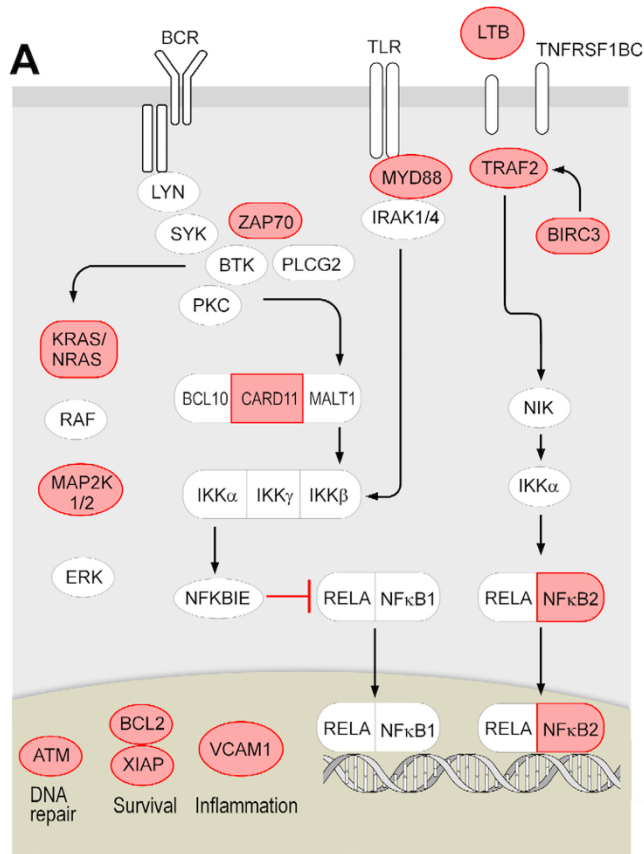 A
BCR
TLR
LTB
TNFRSF1BC
LYN
SYK
ZAP70
BTK
PLCG2
PKC
MYD88
IRAK1/4
TRAF2
BIRC3
KRAS/
NRAS
RAF
MAP2K
1/2
ERK
BCL10
CARD11
MALT1
IKKα
IKKγ
IKKβ
NFKBIE
RELA
NFκB1
NIK
IKKα
RELA
NFκB2
RELA
NFκB1
RELA
NFκB2
ATM
DNA
repair
BCL2
XIAP
Survival
VCAM1
Inflammation